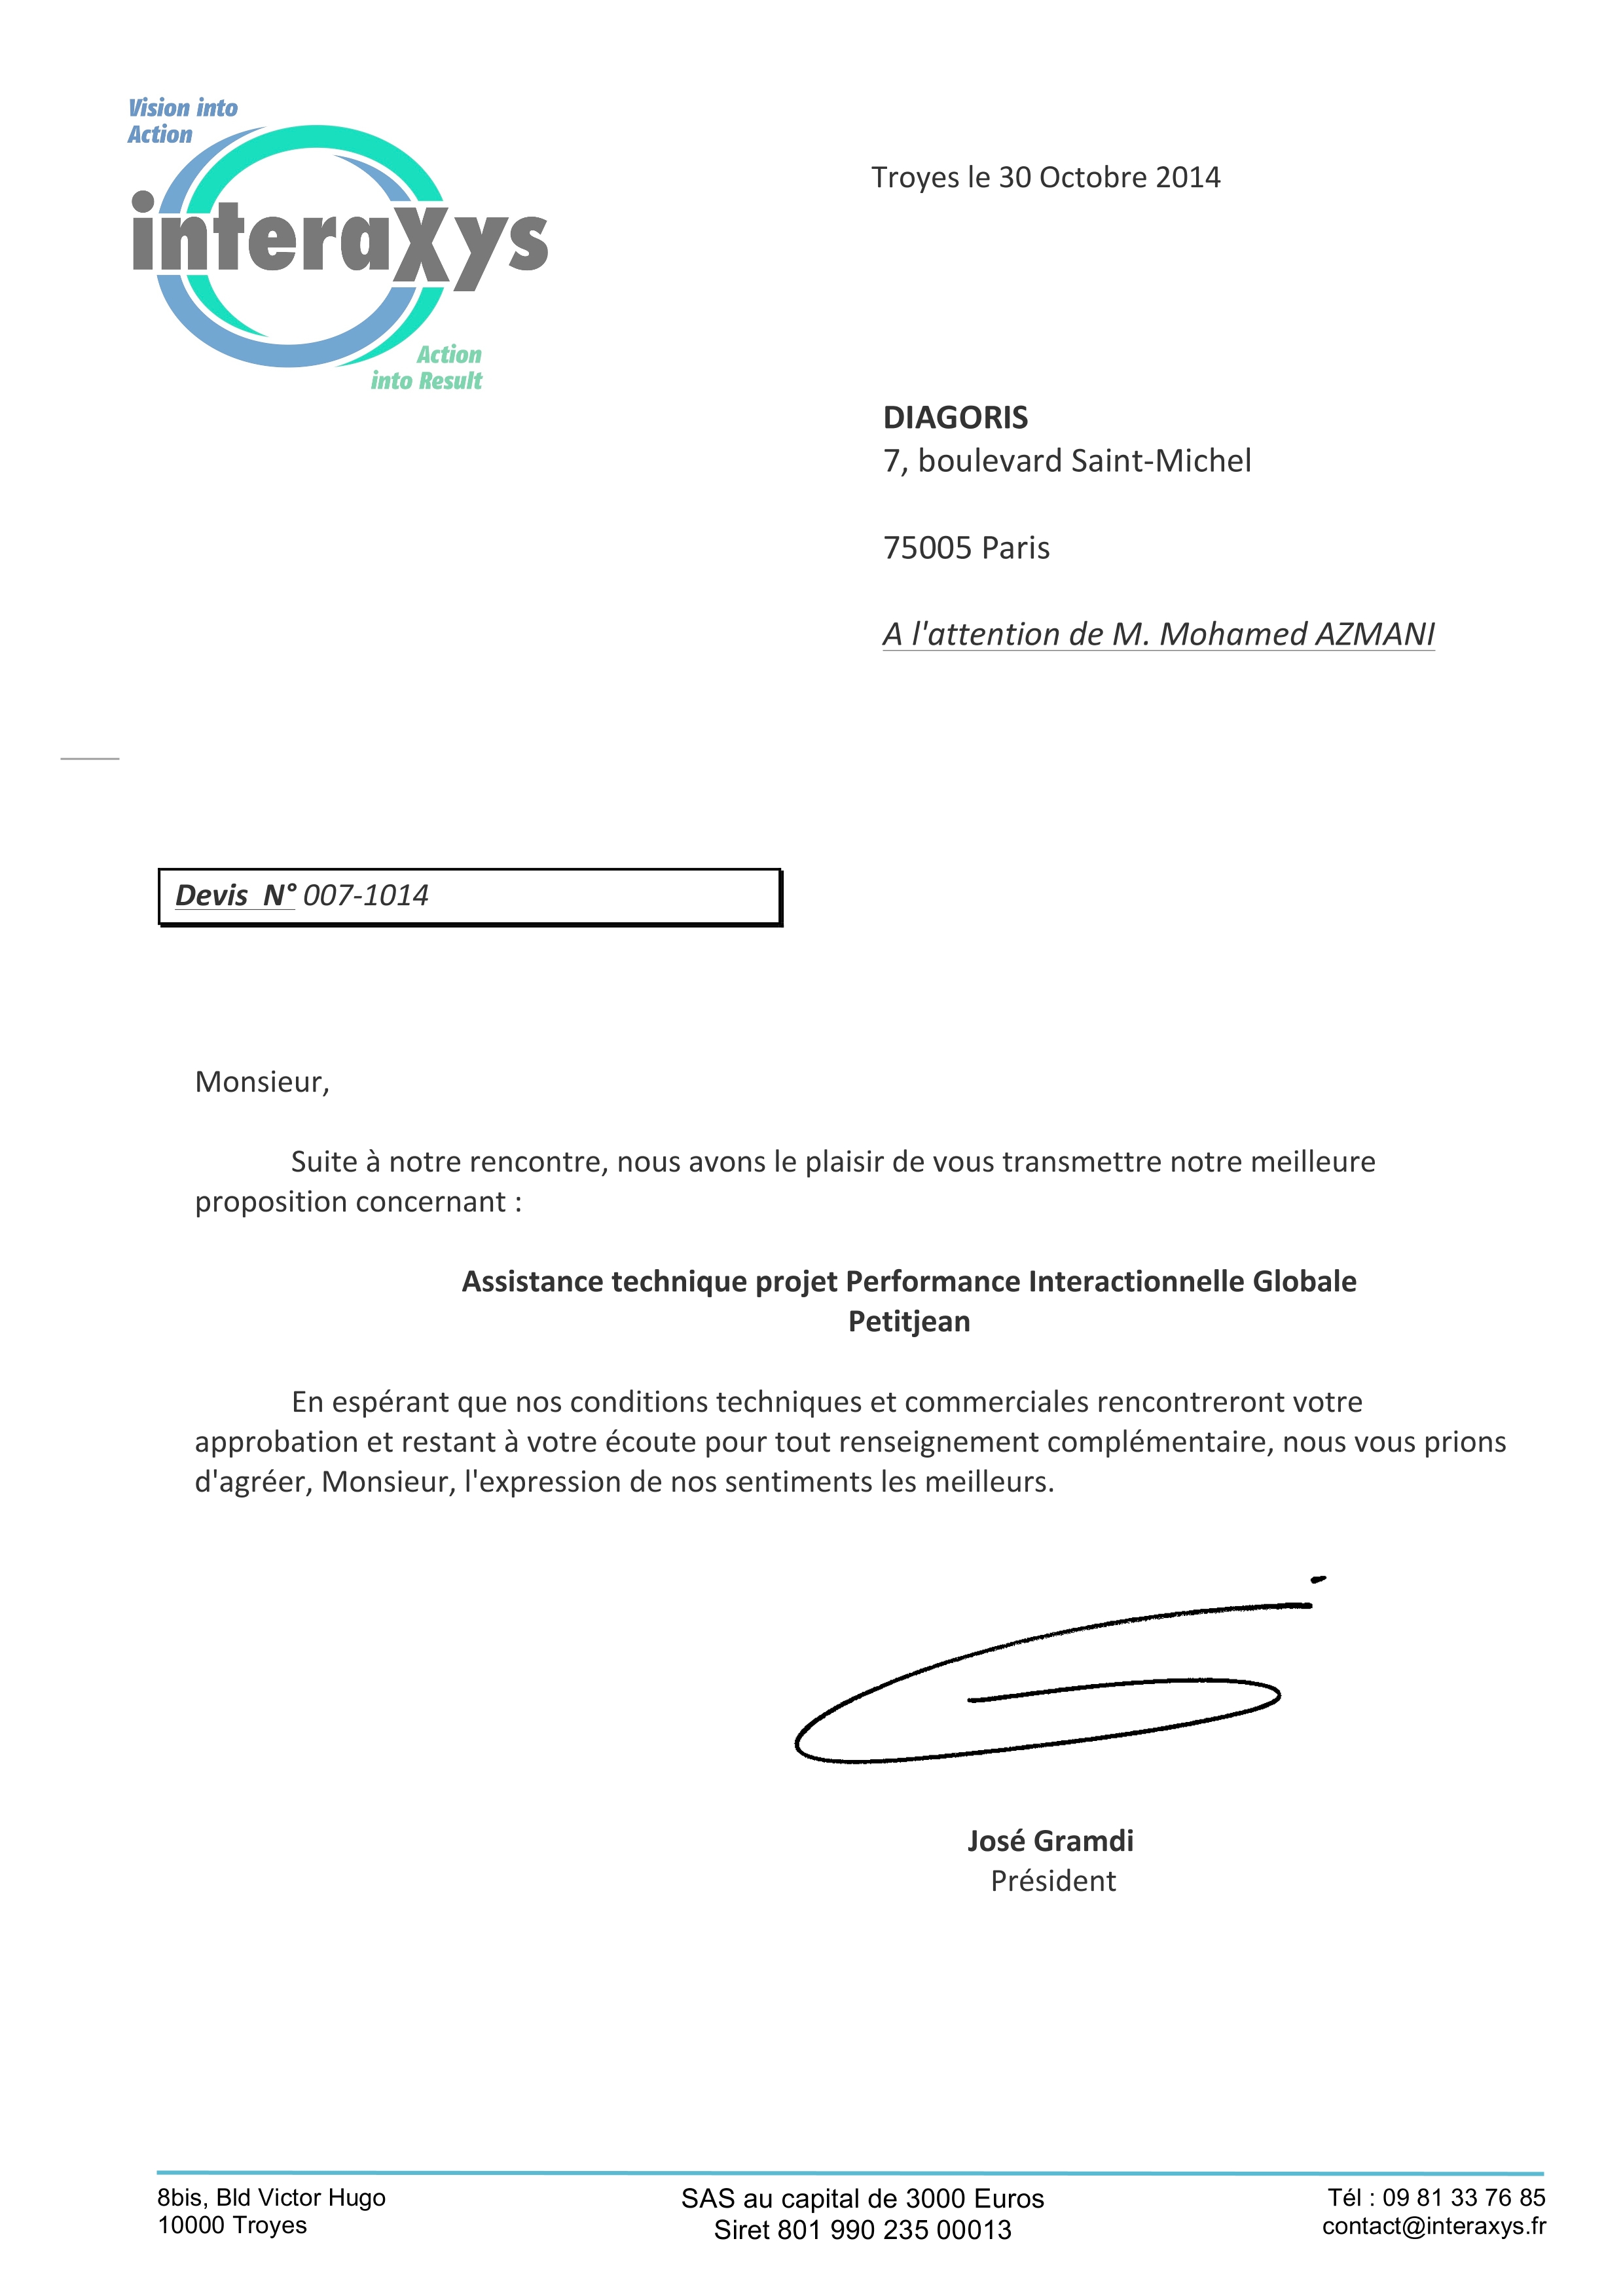 Vision into
Action
interaXys
Action
into Result
Troyes le 30 Octobre 2014
DIAGORIS
7, boulevard Saint-Michel
75005 Paris
A l'attention de M. Mohamed AZMANI
Devis  N° 007-1014
Monsieur,
Suite à notre rencontre, nous avons le plaisir de vous transmettre notre meilleure
proposition concernant :
Assistance technique projet Performance Interactionnelle Globale
Petitjean
En espérant que nos conditions techniques et commerciales rencontreront votre
approbation et restant à votre écoute pour tout renseignement complémentaire, nous vous prions
d'agréer, Monsieur, l'expression de nos sentiments les meilleurs.
José Gramdi
Président
8bis, Bld Victor Hugo
10000 Troyes
SAS au capital de 3000 Euros
Siret 801 990 235 00013
Tél : 09 81 33 76 85
contact@interaxys.fr